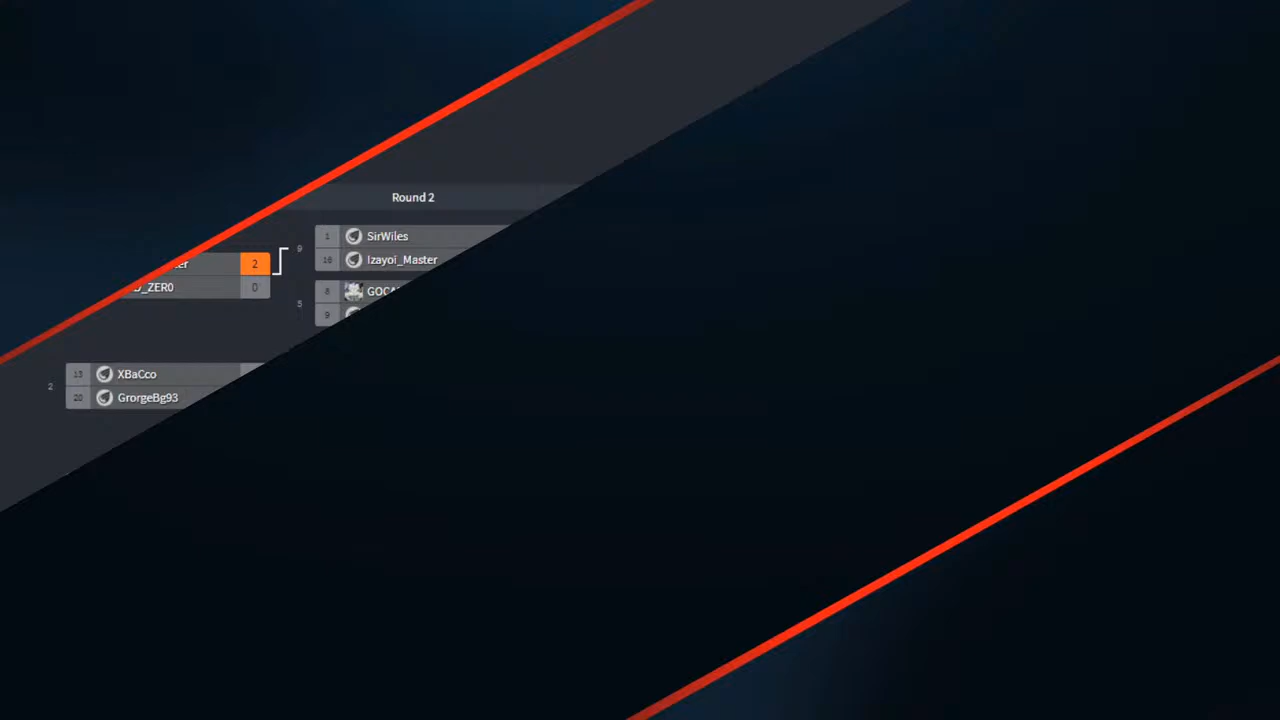 Round 2
9
1 SirWiles
16 Izayoi_Master
2
0
5
8
9
2
13 XBaCco
20 GrorgeBg93